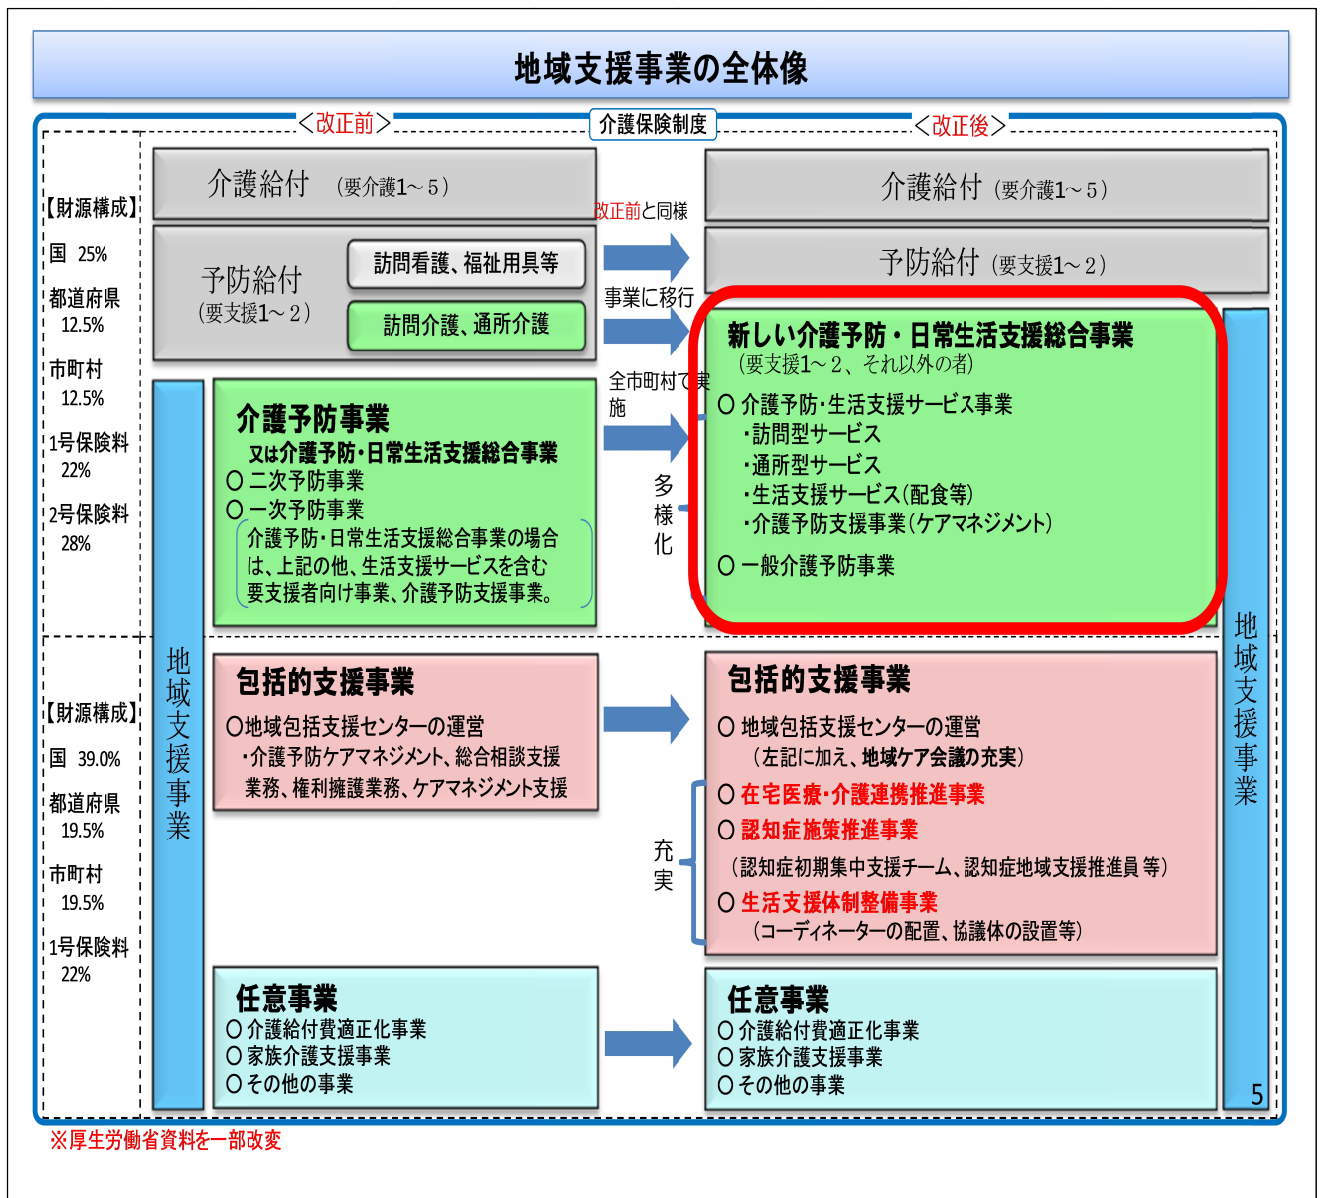 地域支援事業の全体像
＜改正前＞
介護保険制度
＜改正後＞
【財源構成】
国 25%
都道府県
12.5%
市町村
12.5%
1号保険料
22%
2号保険料
28%
介護給付 （要介護1～5）
予防給付
（要支援1～2）
訪問看護、福祉用具等
訪問介護、通所介護
改正前と同様
事業に移行
全市町村で実
施
多様化
介護給付（要介護1～5）
予防給付（要支援1～2）
介護予防事業
又は介護予防・日常生活支援総合事業
○ 二次予防事業
○ 一次予防事業
介護予防・日常生活支援総合事業の場合
は、上記の他、生活支援サービスを含む
要支援者向け事業、介護予防支援事業。
新しい介護予防・日常生活支援総合事業
（要支援1～2、それ以外の者）
○ 介護予防・生活支援サービス事業
・訪問型サービス
・通所型サービス
・生活支援サービス（配食等）
・介護予防支援事業（ケアマネジメント）
○ 一般介護予防事業
【財源構成】
国 39.0%
都道府県
19.5%
市町村
19.5%
1号保険料
22%
地域支援事業
包括的支援事業
○地域包括支援センターの運営
・介護予防ケアマネジメント、総合相談支援
業務、権利擁護業務、ケアマネジメント支援
充実
包括的支援事業
○ 地域包括支援センターの運営
（左記に加え、地域ケア会議の充実）
○ 在宅医療・介護連携推進事業
○ 認知症施策推進事業
（認知症初期集中支援チーム、認知症地域支援推進員 等）
○ 生活支援体制整備事業
（コーディネーターの配置、協議体の設置等）
地域支援事業
任意事業
○ 介護給付費適正化事業
○ 家族介護支援事業
○ その他の事業
任意事業
○ 介護給付費適正化事業
○ 家族介護支援事業
○ その他の事業
5
※厚生労働省資料を一部改変